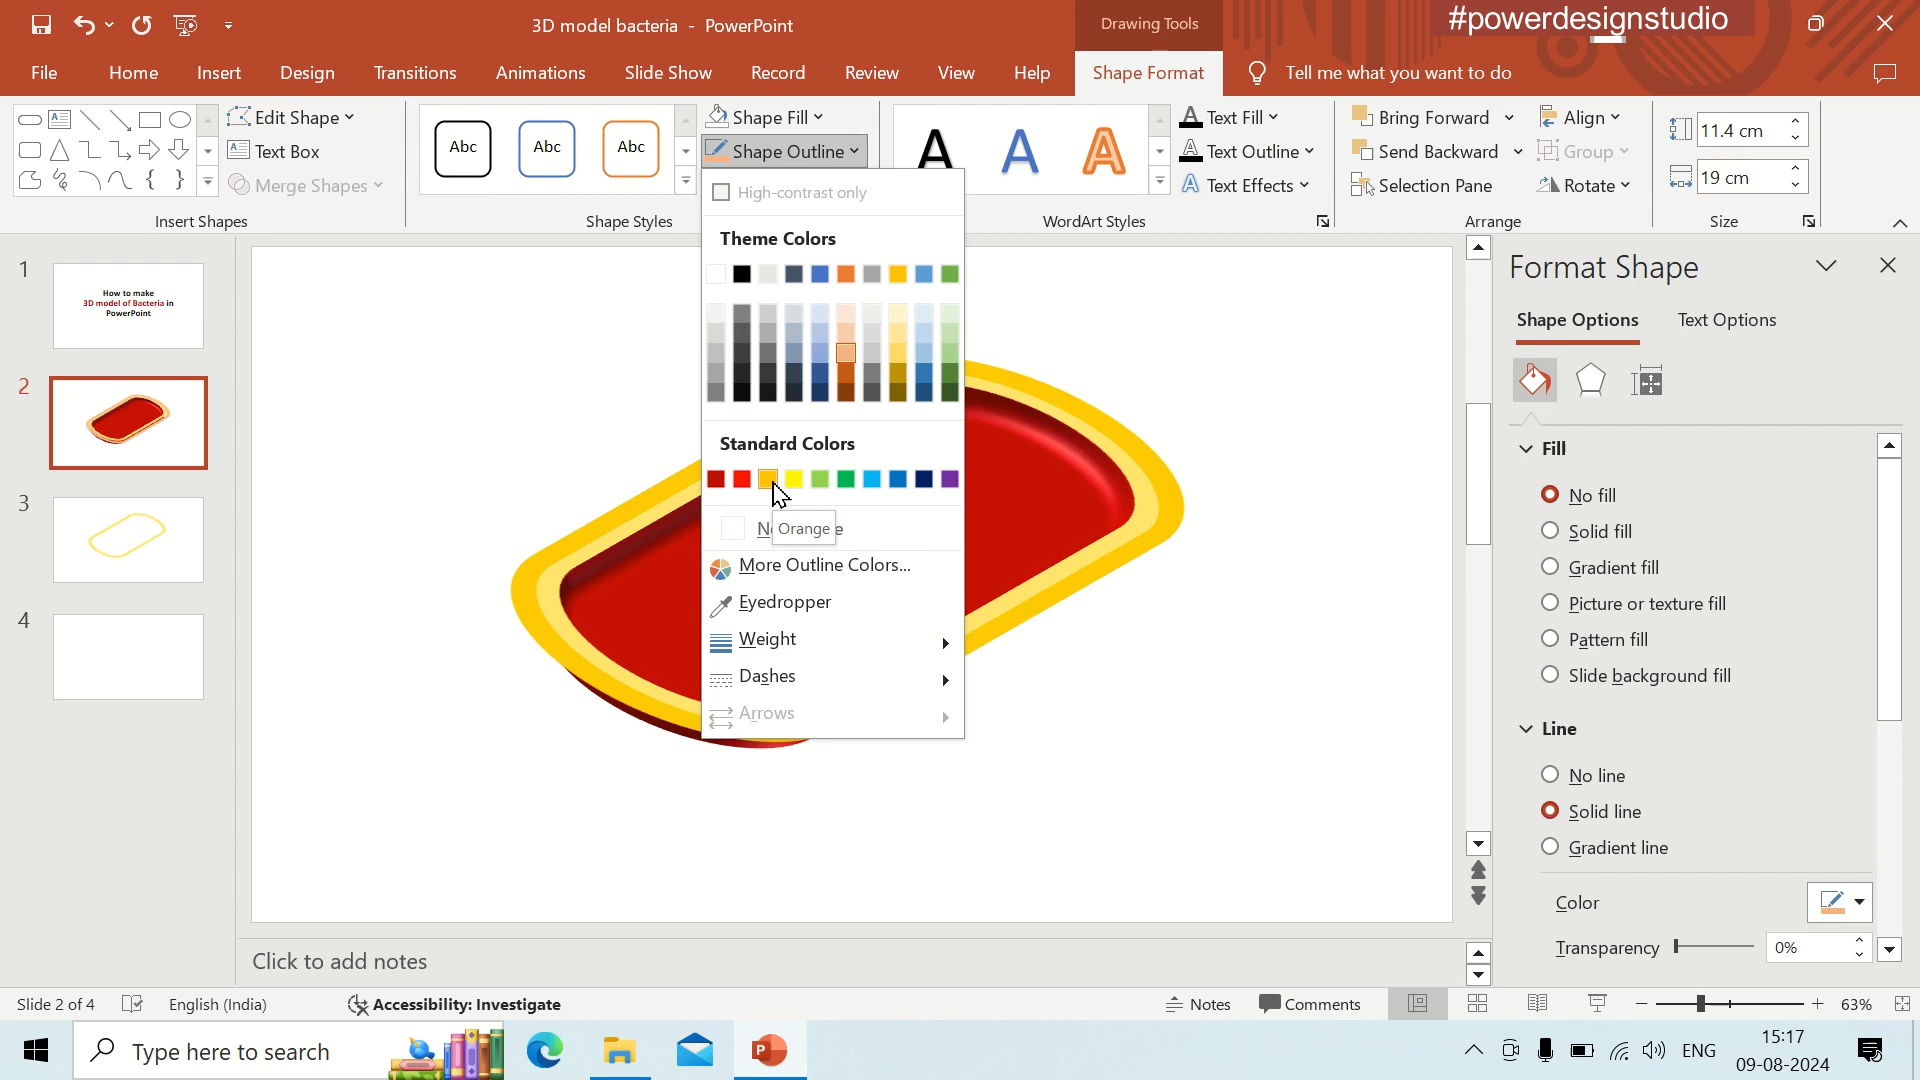 3D model bacteria - PowerPoint
Drawing Tools
#powerdesignstudio
File
Home
Insert
Design
Transitions
Animations
Slide Show
Record
Review
View
Help
Shape Format
Tell me what you want to do
Edit Shape
Text Box
Merge Shapes
Insert Shapes
Abc
Abc
Abc
Shape Styles
Shape Fill
Shape Outline
A
A
A
WordArt Styles
Text Fill
Text Outline
Text Effects
Bring Forward
Send Backward
Selection Pane
Align
Group
Rotate
Arrange
11.4 cm
19 cm
Size
High-contrast only
Theme Colors
Standard Colors
Orange
More Outline Colors...
Eyedropper
Weight
Dashes
Arrows
1
How to make
3D model of Bacteria in
PowerPoint
2
3
4
Format Shape
Shape Options
Text Options
Fill
No fill
Solid fill
Gradient fill
Picture or texture fill
Pattern fill
Slide background fill
Line
No line
Solid line
Gradient line
Color
Transparency
0%
Click to add notes
Slide 2 of 4
English (India)
Accessibility: Investigate
Notes
Comments
63%
Type here to search
ENG
15:17
09-08-2024